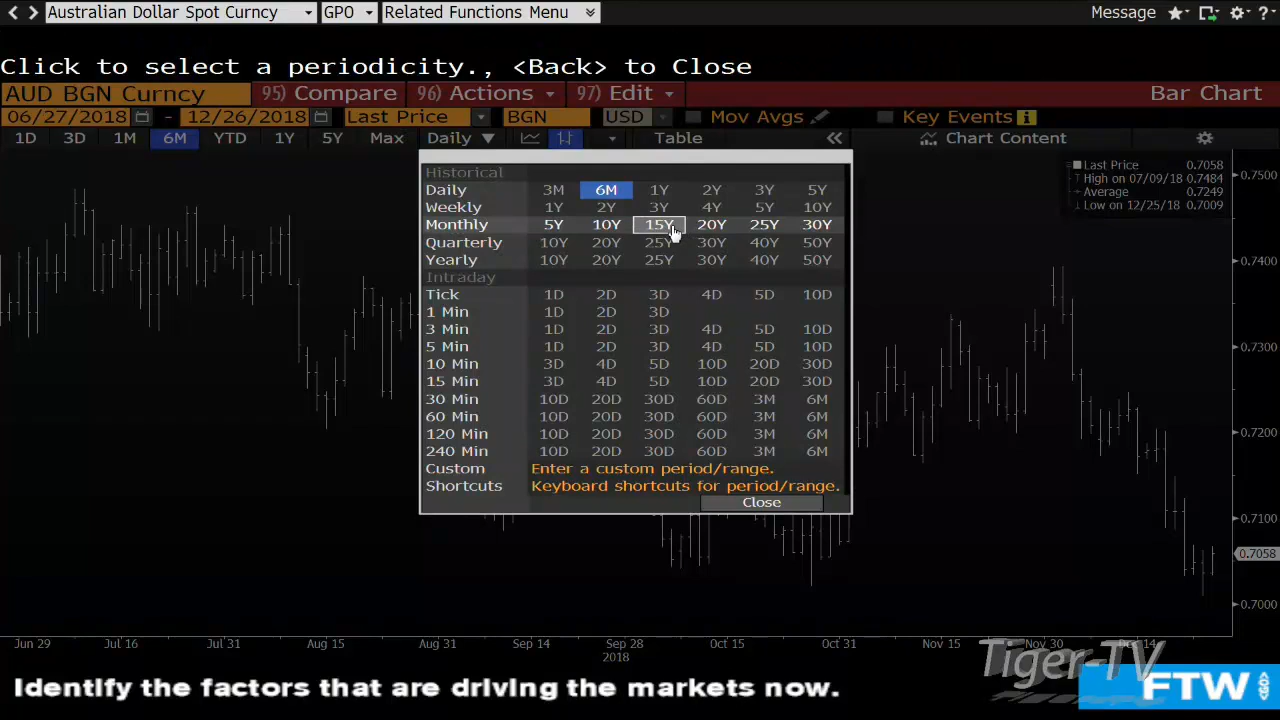 Australian Dollar Spot Curncy GPO Related Functions Menu Message ?
Click to select a periodicity., <Back> to Close
AUD BGN Curncy 95) Compare 96) Actions 97) Edit Bar Chart
06/27/2018 - 12/26/2018 Last Price BGN USD Mov Avgs Key Events
1D 3D 1M 6M YTD 1Y 5Y Max Daily Table Chart Content
Historical
Daily 3M 6M 1Y 2Y 3Y 5Y
Weekly 1Y 2Y 3Y 4Y 5Y 10Y
Monthly 5Y 10Y 15Y 20Y 25Y 30Y
Quarterly 10Y 20Y 25Y 30Y 40Y 50Y
Yearly 10Y 20Y 25Y 30Y 40Y 50Y
Intraday
Tick 1D 2D 3D 4D 5D 10D
1 Min 1D 2D 3D
3 Min 1D 2D 3D 4D 5D 10D
5 Min 1D 2D 3D 4D 5D 10D
10 Min 3D 4D 5D 10D 20D 30D
15 Min 3D 4D 5D 10D 20D 30D
30 Min 10D 20D 30D 60D 3M 6M
60 Min 10D 20D 30D 60D 3M 6M
120 Min 10D 20D 30D 60D 3M 6M
240 Min 10D 20D 30D 60D 3M 6M
Custom Enter a custom period/range.
Shortcuts Keyboard shortcuts for period/range.
Close
Last Price 0.7058
High on 07/09/18 0.7484
Average 0.7249
Low on 12/25/18 0.7009
0.7500
0.7400
0.7300
0.7200
0.7100
0.7058
0.7000
Jun 29 Jul 16 Jul 31 Aug 15 Aug 31 Sep 14 Sep 28 Oct 15 Oct 31 Nov 15 Nov 30 Dec 14
2018
Tiger-TV
Identify the factors that are driving the markets now.
FTW